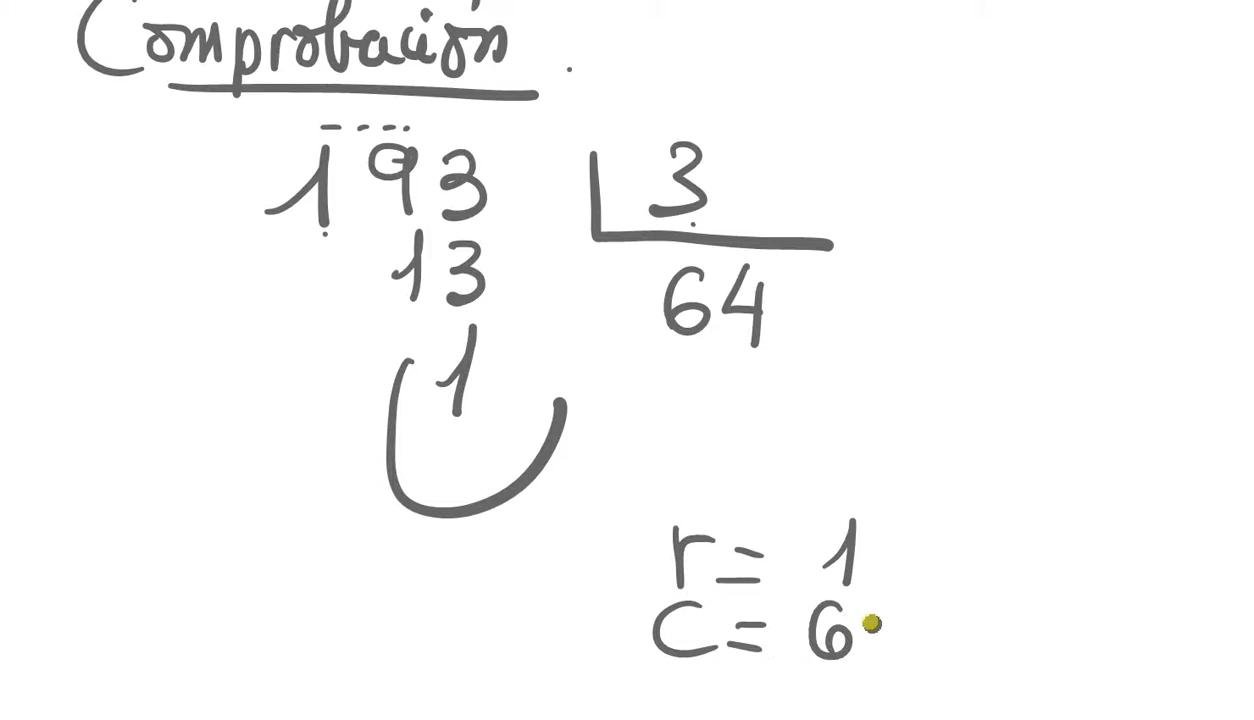 Comprobación
193 3
13 64
1
r = 1
C = 6